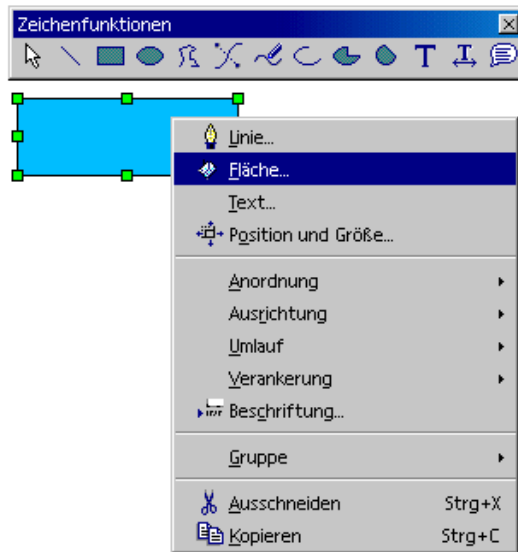 Zeichenfunktionen
T T
Linie...
Fläche...
Text...
Position und Größe...
Anordnung
Ausrichtung
Umlauf
Verankerung
Beschriftung...
Gruppe
Ausschneiden Strg+X
Kopieren Strg+C